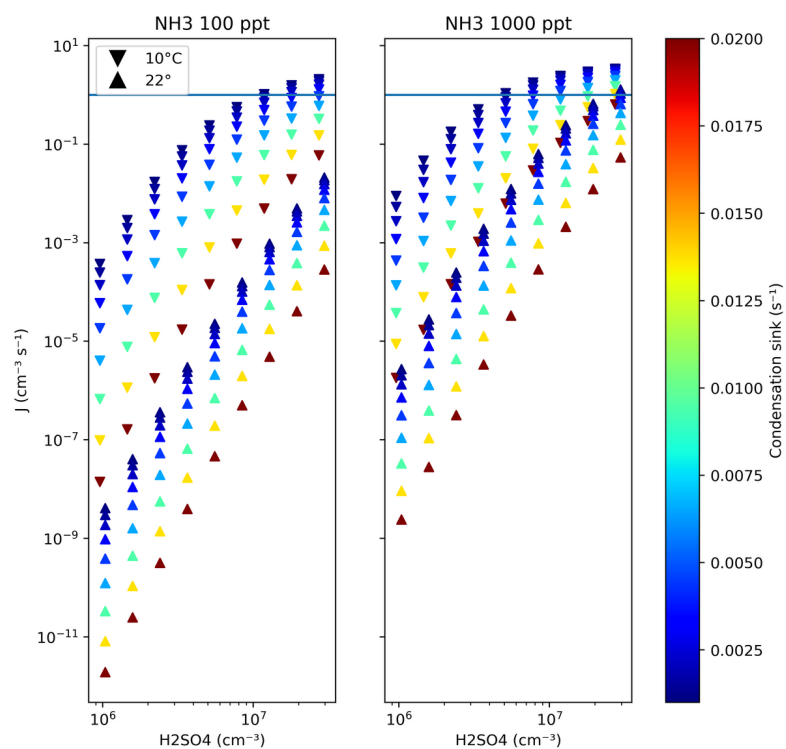 NH3 100 ppt
NH3 1000 ppt
10¹
10⁻¹
10⁻³
10⁻⁵
10⁻⁷
10⁻⁹
10⁻¹¹
J (cm⁻³ s⁻¹)
10°C
22°
10⁶
10⁷
H2SO4 (cm⁻³)
10⁶
10⁷
H2SO4 (cm⁻³)
0.0200
0.0175
0.0150
0.0125
0.0100
0.0075
0.0050
0.0025
Condensation sink (s⁻¹)